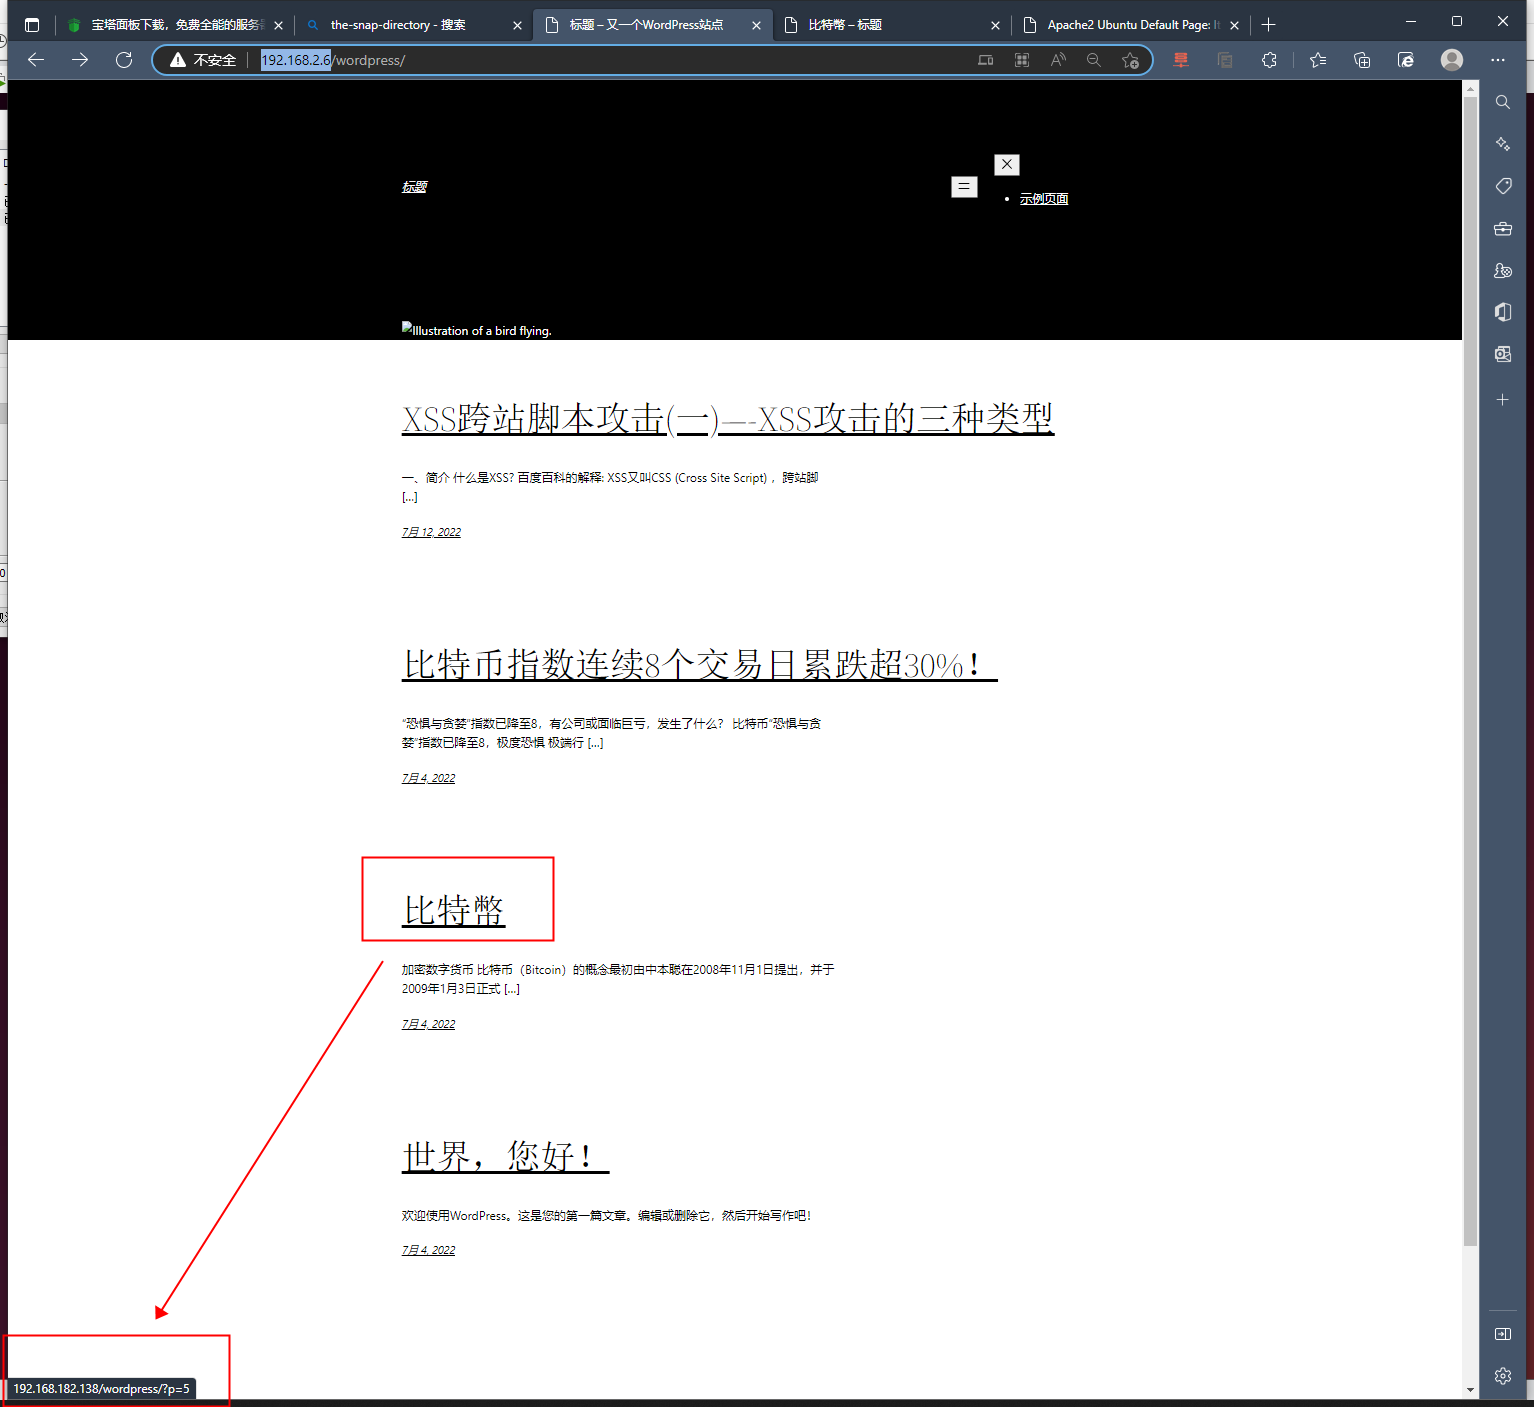 宝塔面板下载，免费全能的服务
the-snap-directory - 搜索
标题 – 又一个WordPress站点
比特幣 – 标题
Apache2 Ubuntu Default Page: It
不安全
192.168.2.6/wordpress/
标题
示例页面
Illustration of a bird flying.
XSS跨站脚本攻击(一)—-XSS攻击的三种类型
一、简介 什么是XSS? 百度百科的解释: XSS又叫CSS (Cross Site Script) ，跨站脚
[…]
7月 12, 2022
比特币指数连续8个交易日累跌超30%！
“恐惧与贪婪”指数已降至8，有公司或面临巨亏，发生了什么？ 比特币“恐惧与贪
婪”指数已降至8，极度恐惧 极端行 […]
7月 4, 2022
比特幣
加密数字货币 比特币（Bitcoin）的概念最初由中本聪在2008年11月1日提出，并于
2009年1月3日正式 […]
7月 4, 2022
世界，您好！
欢迎使用WordPress。这是您的第一篇文章。编辑或删除它，然后开始写作吧！
7月 4, 2022
192.168.182.138/wordpress/?p=5